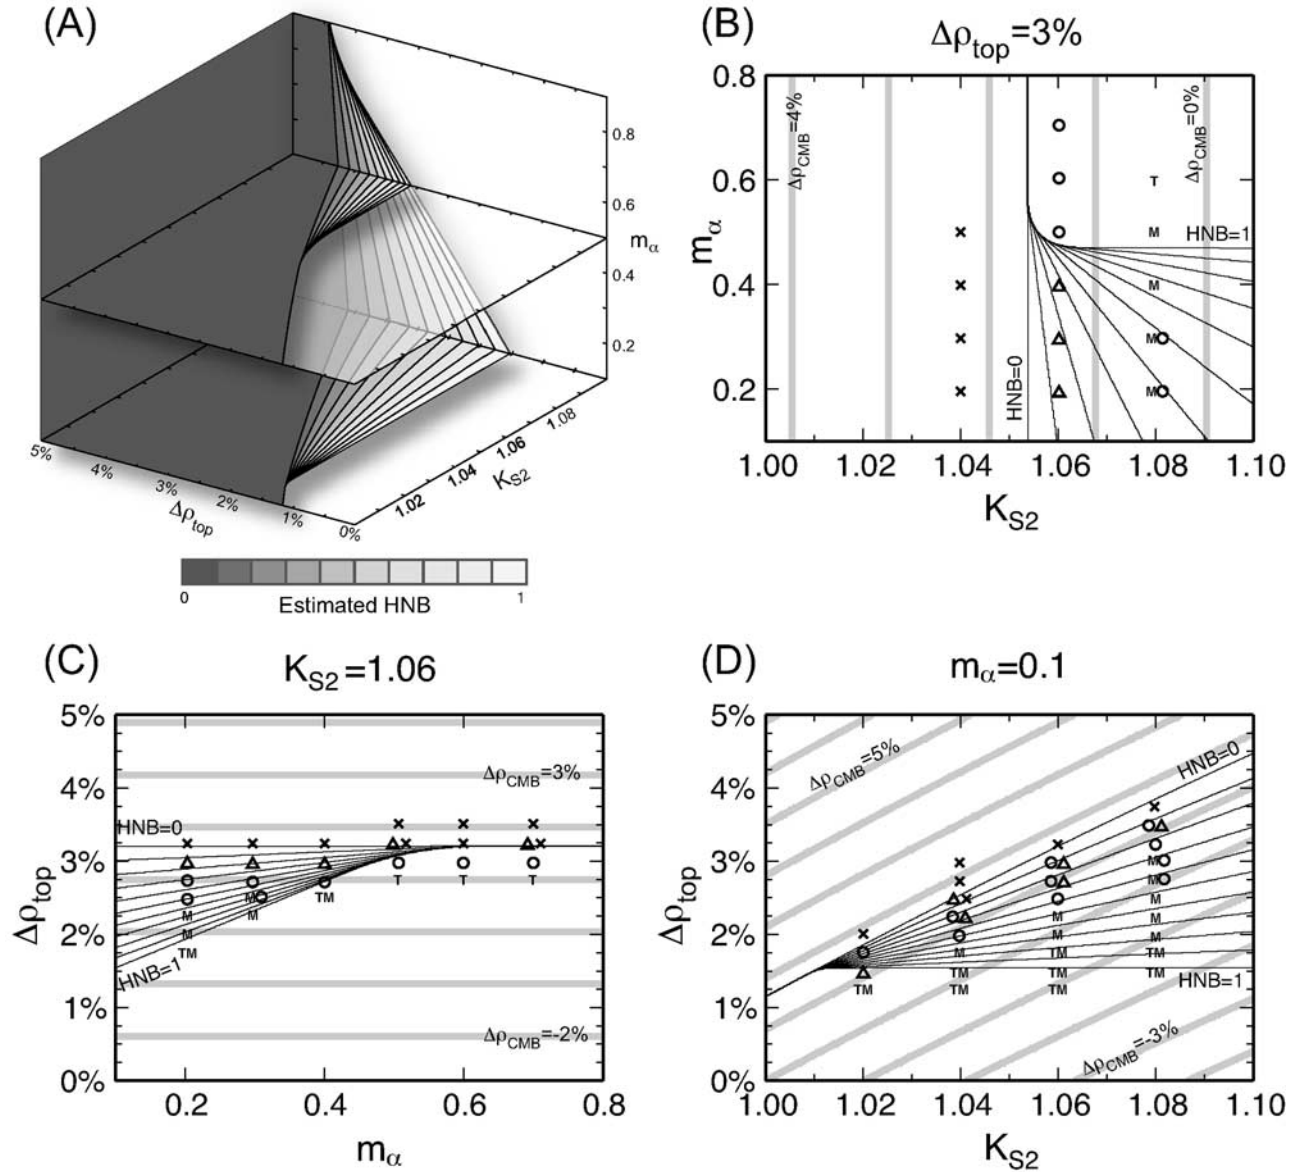 (A)
0.8
0.6
mα
0.4
0.2
5%
4%
3%
2%
1%
0%
Δρtop
1.02
1.04
1.06
1.08
KS2
0
1
Estimated HNB
(B)
Δρtop=3%
0.8
0.6
0.4
0.2
mα
ΔρCMB=4%
ΔρCMB=0%
T
M
HNB=1
M
M
M
HNB=0
1.00
1.02
1.04
1.06
1.08
1.10
KS2
(C)
KS2=1.06
5%
4%
3%
2%
1%
0%
Δρtop
ΔρCMB=3%
HNB=0
T
T
T
M
TM
M
M
M
TM
HNB=1
ΔρCMB=-2%
0.2
0.4
0.6
0.8
mα
(D)
mα=0.1
5%
4%
3%
2%
1%
0%
Δρtop
ΔρCMB=5%
HNB=0
M
M
M
M
M
M
M
M
TM
TM
TM
TM
TM
TM
HNB=1
ΔρCMB=-3%
1.00
1.02
1.04
1.06
1.08
1.10
KS2